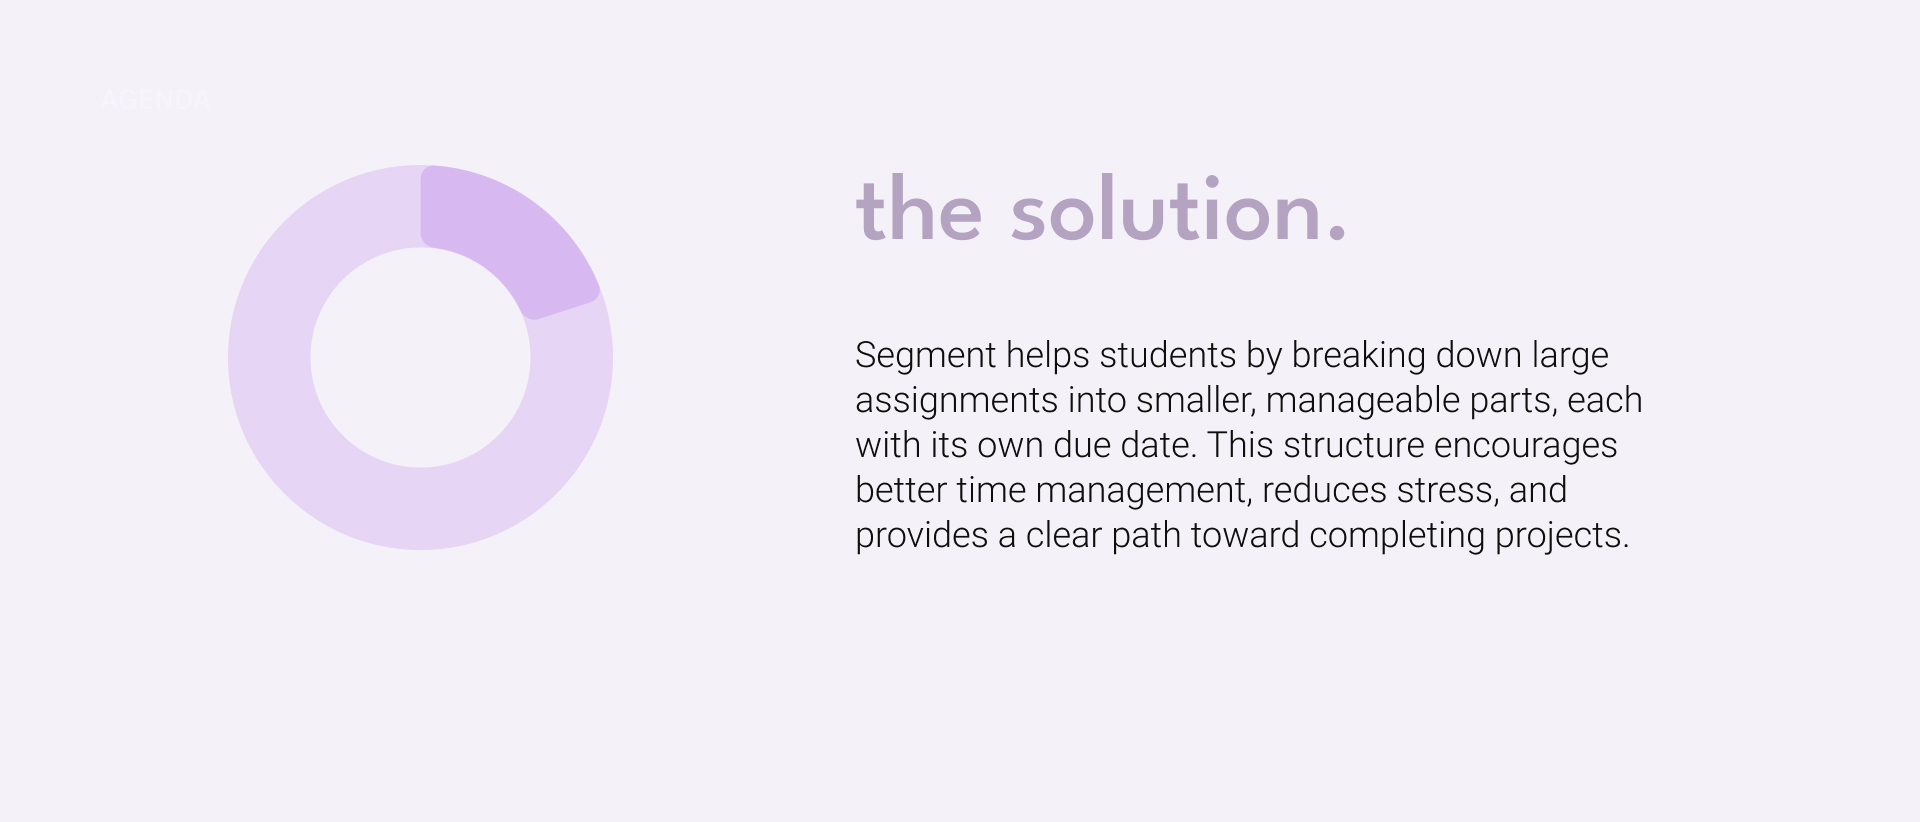 AGENDA
the solution.
Segment helps students by breaking down large
assignments into smaller, manageable parts, each
with its own due date. This structure encourages
better time management, reduces stress, and
provides a clear path toward completing projects.